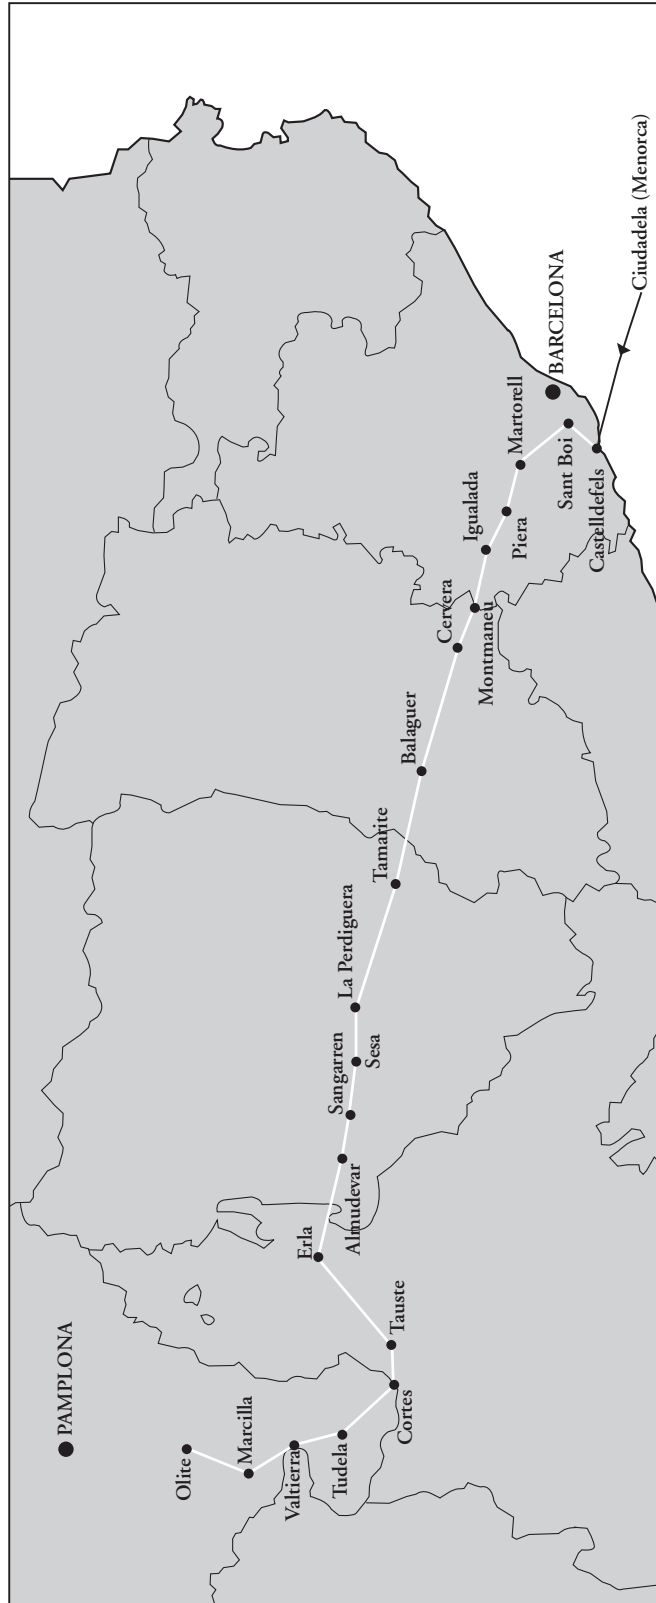 PAMPLONA
Olite
Marcilla
Valtierra
Tudela
Cortes
Tauste
Erla
Almudevar
Sangarren
Sesa
La Perdiguera
Tamarite
Balaguer
Cervera
Montmaneu
Igualada
Piera
Martorell
Sant Boi
Castelldefels
BARCELONA
Ciudadela (Menorca)